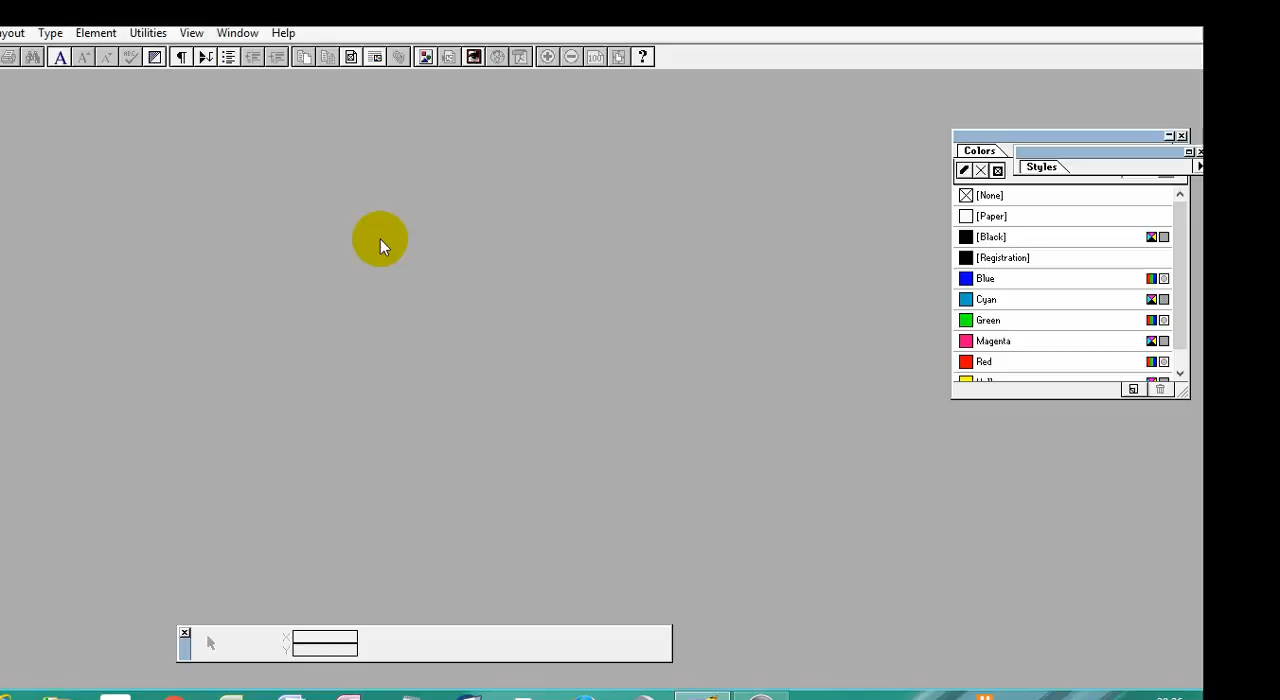 ayout Type Element Utilities View Window Help
Colors
Styles
[None]
[Paper]
[Black]
[Registration]
Blue
Cyan
Green
Magenta
Red
X
Y